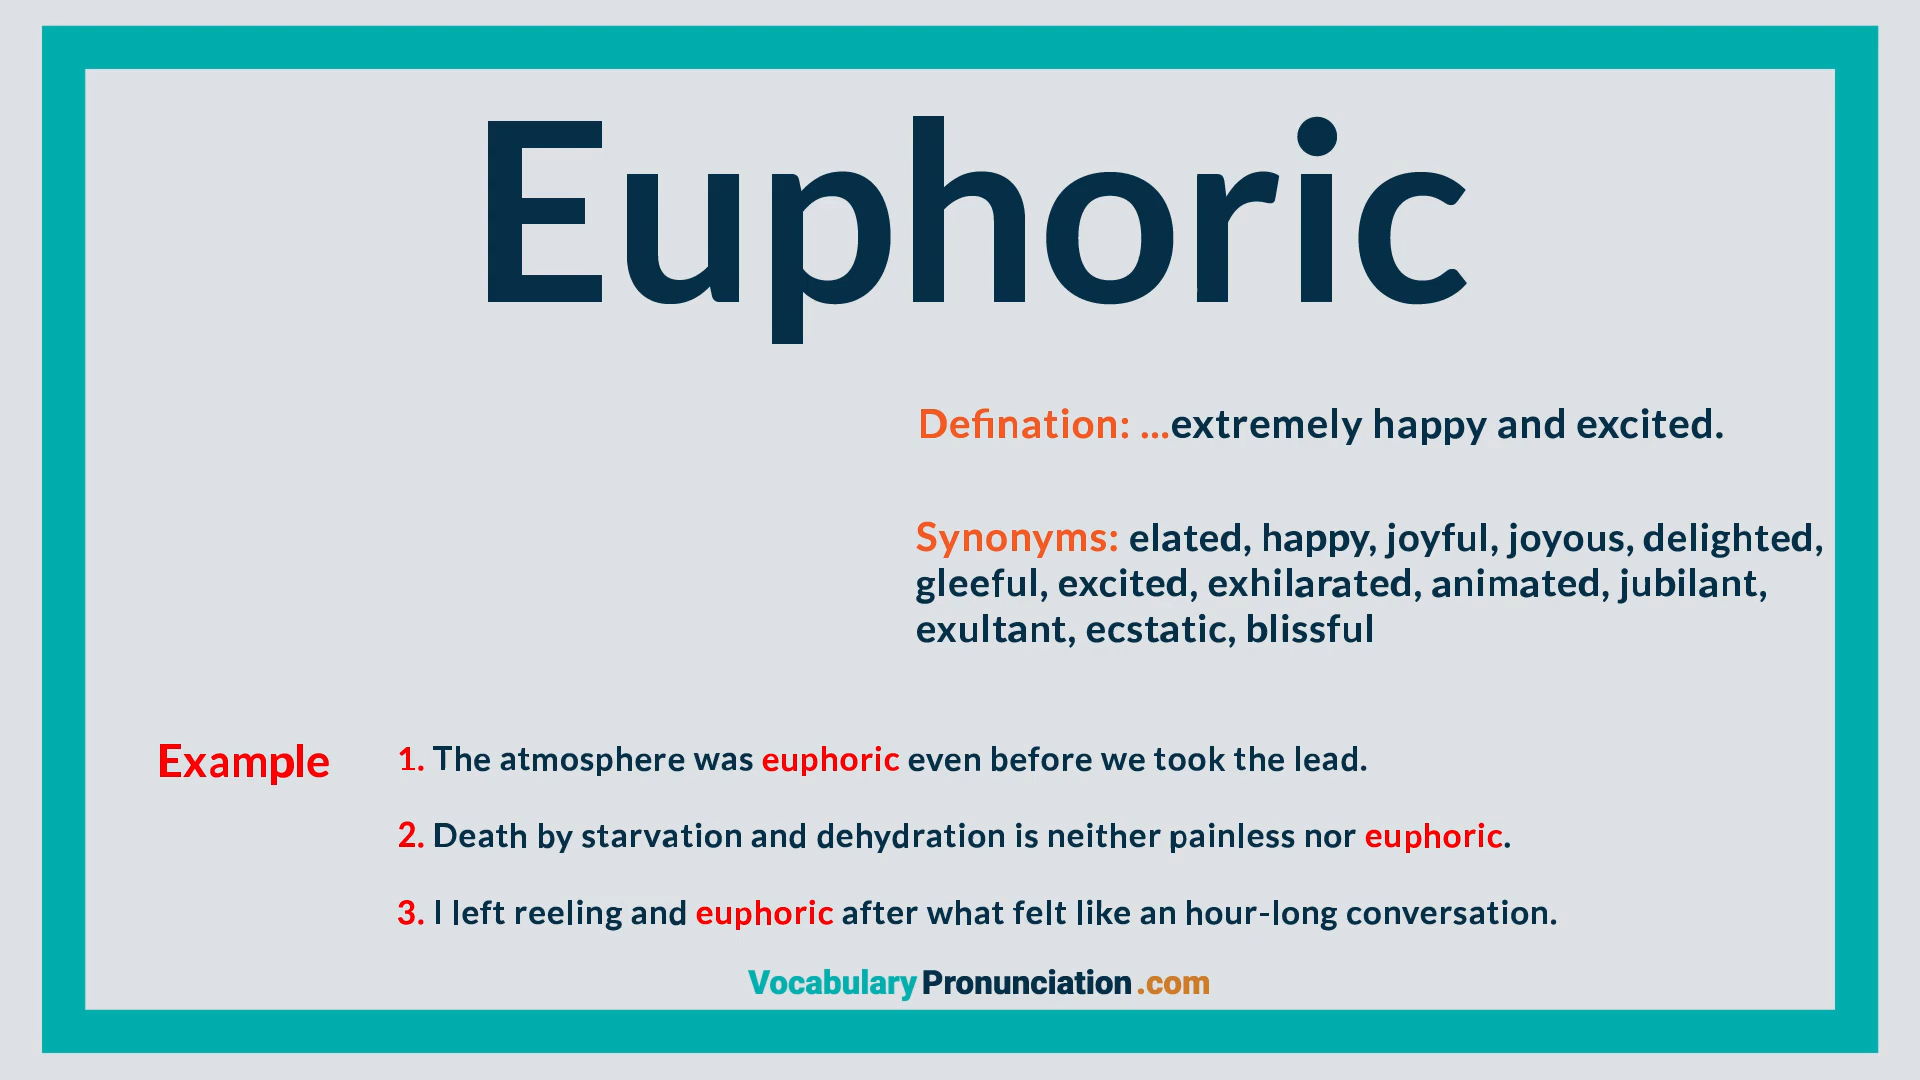 Euphoric
Defination: ...extremely happy and excited.
Synonyms: elated, happy, joyful, joyous, delighted,
gleeful, excited, exhilarated, animated, jubilant,
exultant, ecstatic, blissful
Example
1. The atmosphere was euphoric even before we took the lead.
2. Death by starvation and dehydration is neither painless nor euphoric.
3. I left reeling and euphoric after what felt like an hour-long conversation.
VocabularyPronunciation.com